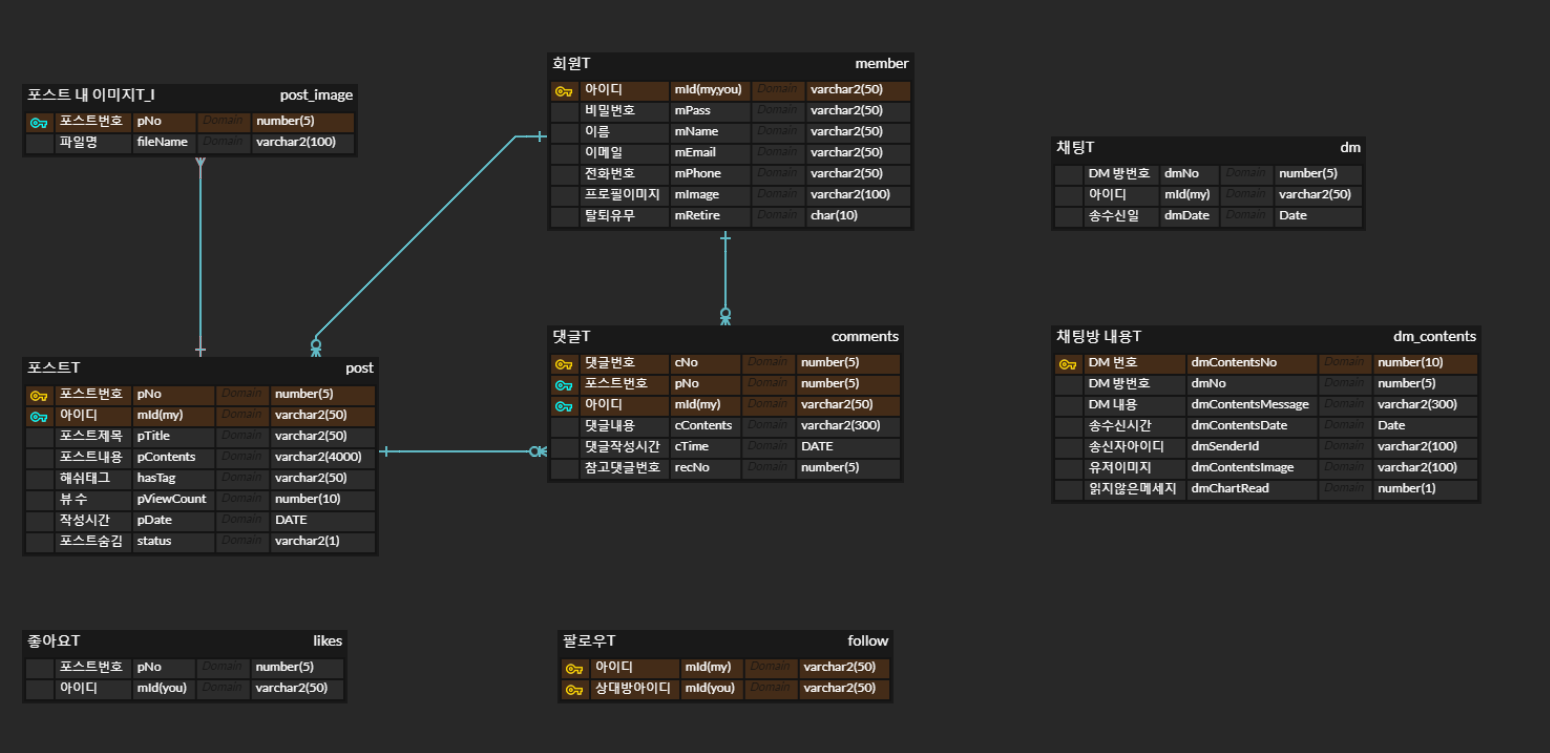 포스트 내 이미지T_I post_image
포스트번호 pNo Domain number(5)
파일명 fileName Domain varchar2(100)
회원T member
아이디 mId(my,you) Domain varchar2(50)
비밀번호 mPass Domain varchar2(50)
이름 mName Domain varchar2(50)
이메일 mEmail Domain varchar2(50)
전화번호 mPhone Domain varchar2(50)
프로필이미지 mImage Domain varchar2(100)
탈퇴유무 mRetire Domain char(10)
채팅T dm
DM 방번호 dmNo Domain number(5)
아이디 mId(my) Domain varchar2(50)
송수신일 dmDate Domain Date
포스트T post
포스트번호 pNo Domain number(5)
아이디 mId(my) Domain varchar2(50)
포스트제목 pTitle Domain varchar2(50)
포스트내용 pContents Domain varchar2(4000)
해쉬태그 hasTag Domain varchar2(50)
뷰 수 pViewCount Domain number(10)
작성시간 pDate Domain DATE
포스트숨김 status Domain varchar2(1)
댓글T comments
댓글번호 cNo Domain number(5)
포스트번호 pNo Domain number(5)
아이디 mId(my) Domain varchar2(50)
댓글내용 cContents Domain varchar2(300)
댓글작성시간 cTime Domain DATE
참고댓글번호 recNo Domain number(5)
채팅방 내용T dm_contents
DM 번호 dmContentsNo Domain number(10)
DM 방번호 dmNo Domain number(5)
DM 내용 dmContentsMessage Domain varchar2(300)
송수신시간 dmContentsDate Domain Date
송신자아이디 dmSenderId Domain varchar2(100)
유저이미지 dmContentsImage Domain varchar2(100)
읽지않은메세지 dmChartRead Domain number(1)
좋아요T likes
포스트번호 pNo Domain number(5)
아이디 mId(you) Domain varchar2(50)
팔로우T follow
아이디 mId(my) Domain varchar2(50)
상대방아이디 mId(you) Domain varchar2(50)